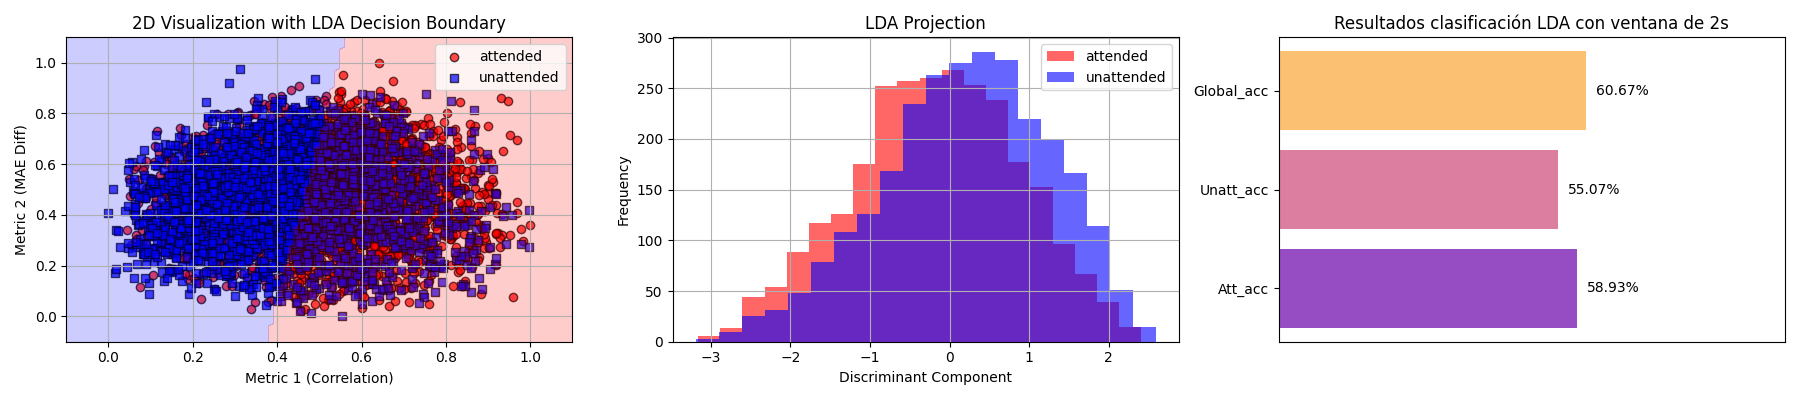 2D Visualization with LDA Decision Boundary
attended
unattended
Metric 2 (MAE Diff)
1.0
0.8
0.6
0.4
0.2
0.0
0.0 0.2 0.4 0.6 0.8 1.0
Metric 1 (Correlation)
LDA Projection
attended
unattended
Frequency
300
250
200
150
100
50
0
−3 −2 −1 0 1 2
Discriminant Component
Resultados clasificación LDA con ventana de 2s
Global_acc 60.67%
Unatt_acc 55.07%
Att_acc 58.93%